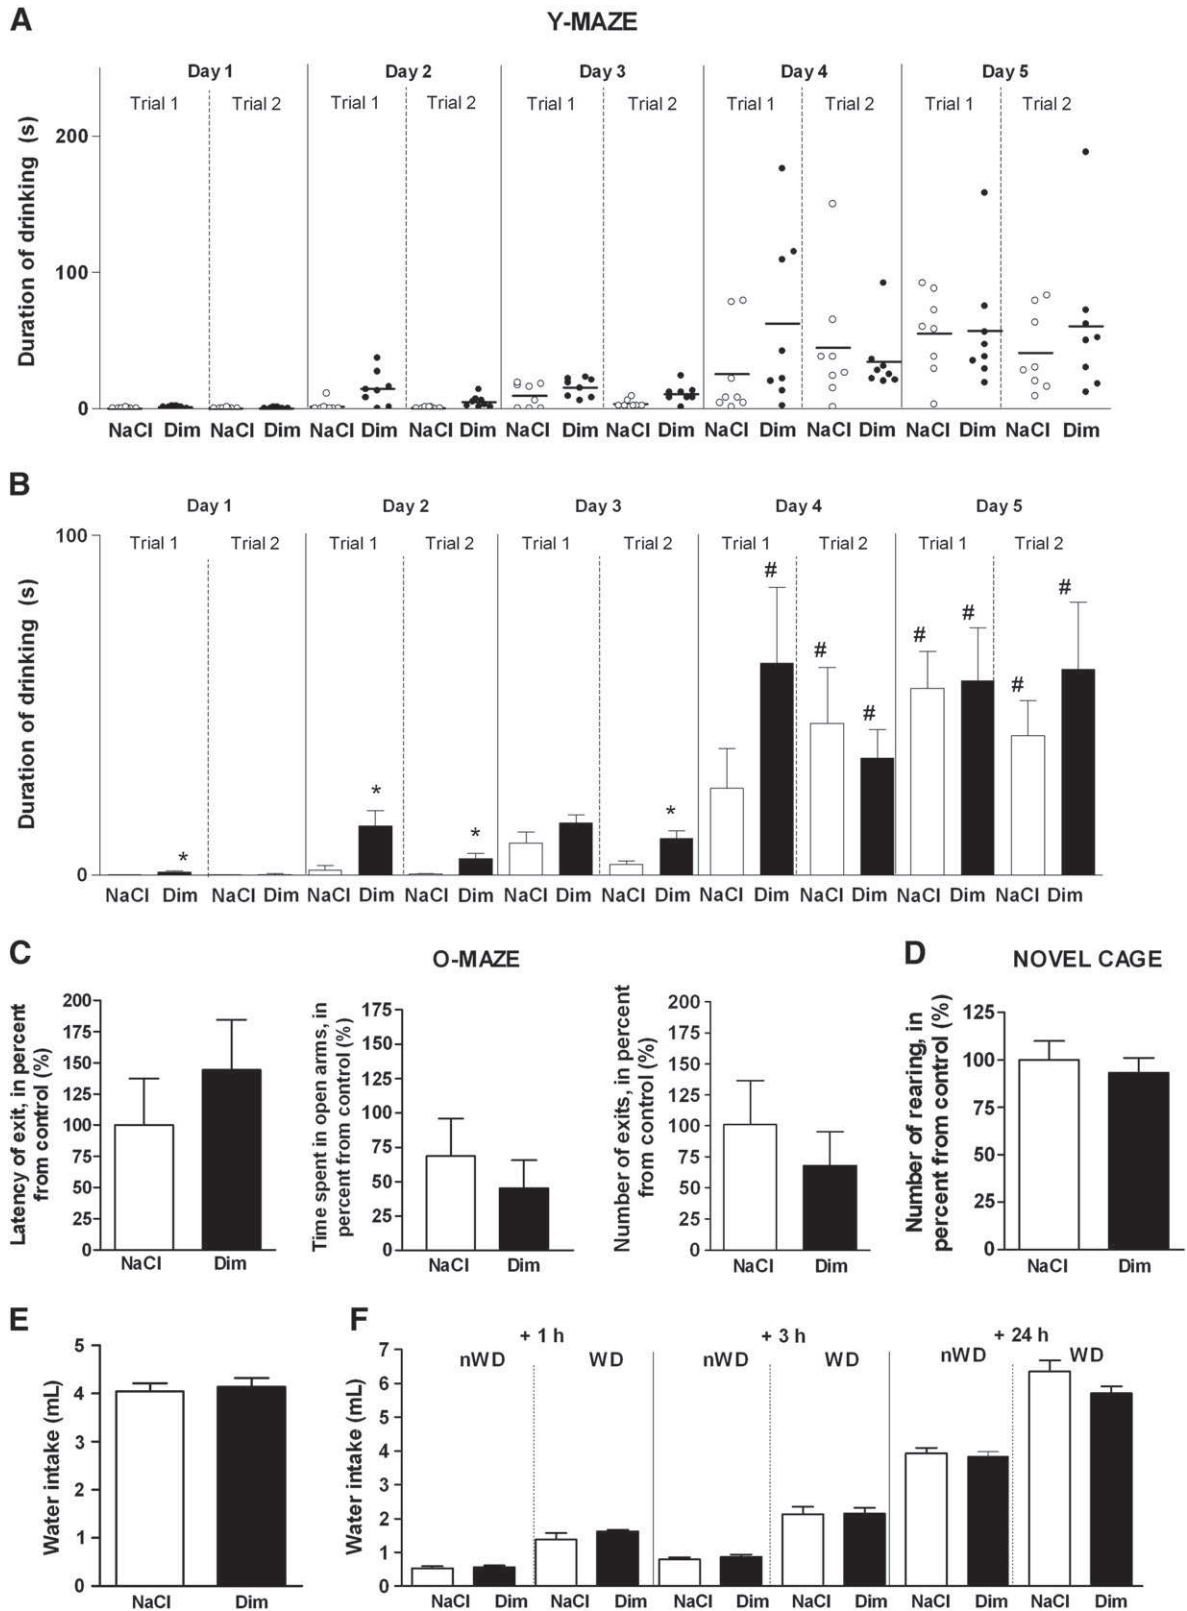 A
Y-MAZE
Day 1 Day 2 Day 3 Day 4 Day 5
Trial 1 Trial 2 Trial 1 Trial 2 Trial 1 Trial 2 Trial 1 Trial 2 Trial 1 Trial 2
Duration of drinking (s)
200
100
0
NaCl Dim NaCl Dim NaCl Dim NaCl Dim NaCl Dim NaCl Dim NaCl Dim NaCl Dim NaCl Dim NaCl Dim
B
Day 1 Day 2 Day 3 Day 4 Day 5
Trial 1 Trial 2 Trial 1 Trial 2 Trial 1 Trial 2 Trial 1 Trial 2 Trial 1 Trial 2
Duration of drinking (s)
100
0
* * * * # # # # # # #
NaCl Dim NaCl Dim NaCl Dim NaCl Dim NaCl Dim NaCl Dim NaCl Dim NaCl Dim NaCl Dim NaCl Dim
C
O-MAZE
Latency of exit, in percent
from control (%)
200
175
150
125
100
75
50
25
0
NaCl Dim
Time spent in open arms, in
percent from control (%)
175
150
125
100
75
50
25
0
NaCl Dim
Number of exits, in percent
from control (%)
200
175
150
125
100
75
50
25
0
NaCl Dim
D
NOVEL CAGE
Number of rearing, in
percent from control (%)
125
100
75
50
25
0
NaCl Dim
E
Water intake (mL)
5
4
3
2
1
0
NaCl Dim
F
+ 1 h + 3 h + 24 h
nWD WD nWD WD nWD WD
Water intake (mL)
7
6
5
4
3
2
1
0
NaCl Dim NaCl Dim NaCl Dim NaCl Dim NaCl Dim NaCl Dim